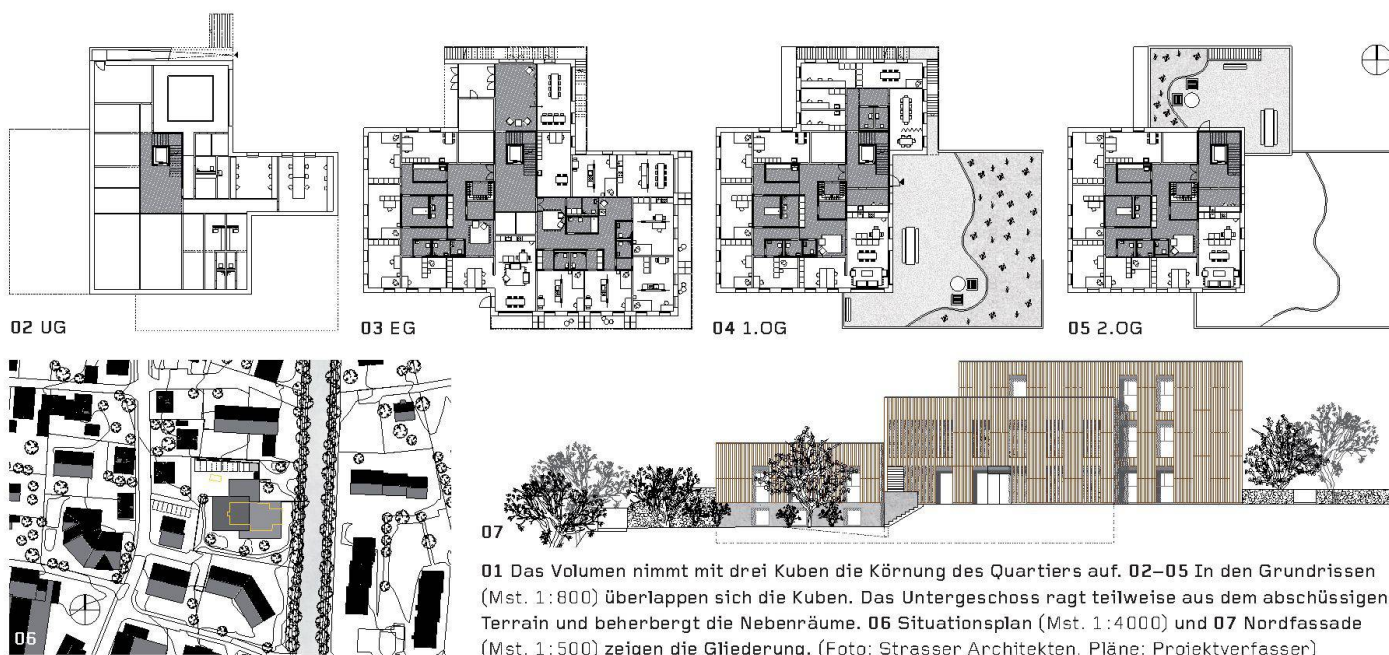 02 UG
03 EG
04 1.OG
05 2.OG
06
07
01 Das Volumen nimmt mit drei Kuben die Körnung des Quartiers auf. 02–05 In den Grundrissen
(Mst. 1:800) überlappen sich die Kuben. Das Untergeschoss ragt teilweise aus dem abschüssigen
Terrain und beherbergt die Nebenräume. 06 Situationsplan (Mst. 1:4000) und 07 Nordfassade
(Mst. 1:500) zeigen die Gliederung. (Foto: Strasser Architekten, Pläne: Projektverfasser)